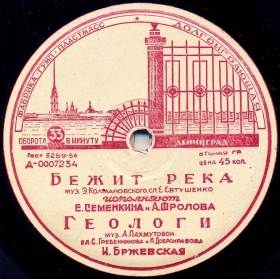 ФАБРИКА ГУМП ПЛАСТМАСС
ДОЛГОИГРАЮЩАЯ
ОБОРОТА 33 В МИНУТУ
ЛЕНИНГРАД
ГОСТ 5289-56
ВТОРАЯ ГР.
Д-0007234
ЦЕНА 45 КОП.
БЕЖИТ РЕКА
МУЗ. Э. КОЛМАНОВСКОГО, СЛ. Е. ЕВТУШЕНКО
ИСПОЛНЯЮТ
Е. СЕМЕНКИНА и А. ФРОЛОВА
ГЕОЛОГИ
МУЗ. А. ПАХМУТОВОЙ
СЛ. С. ГРЕБЕННИКОВА и Н. ДОБРОНРАВОВА
И. БРЖЕВСКАЯ